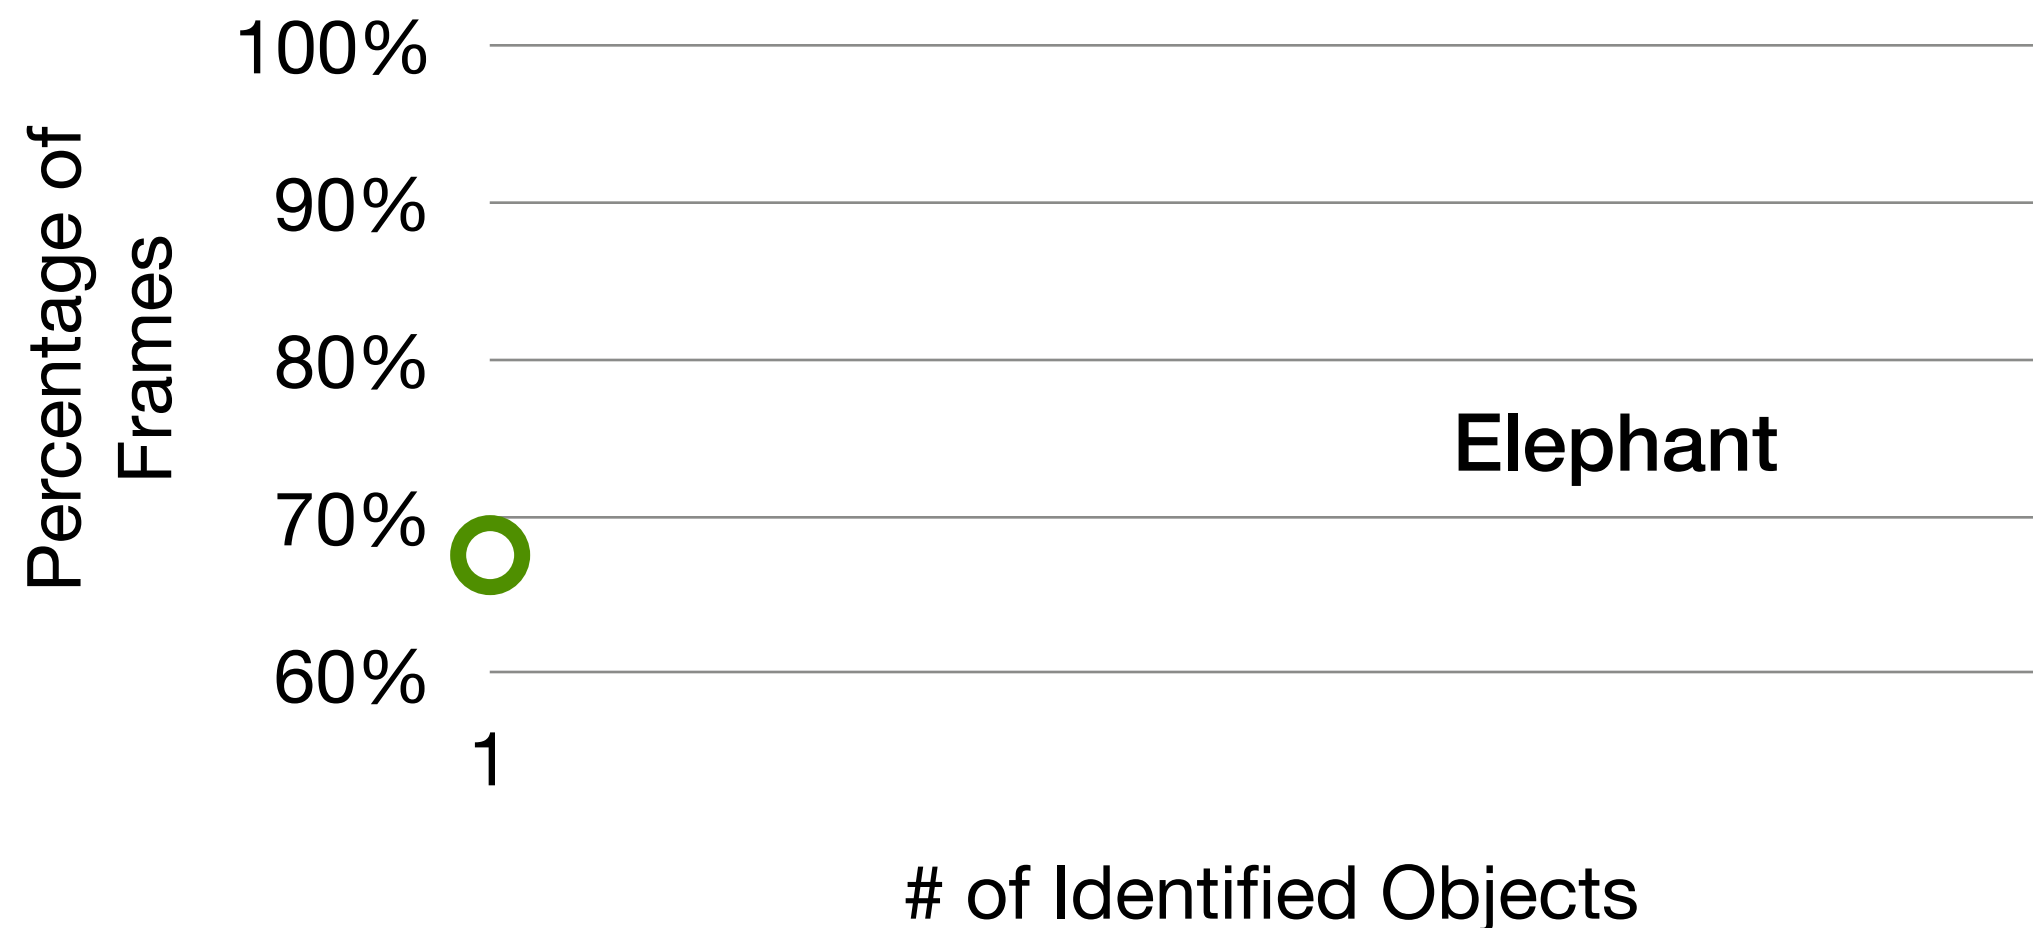 Percentage of
Frames
100%
90%
80%
70%
60%
Elephant
1
# of Identified Objects